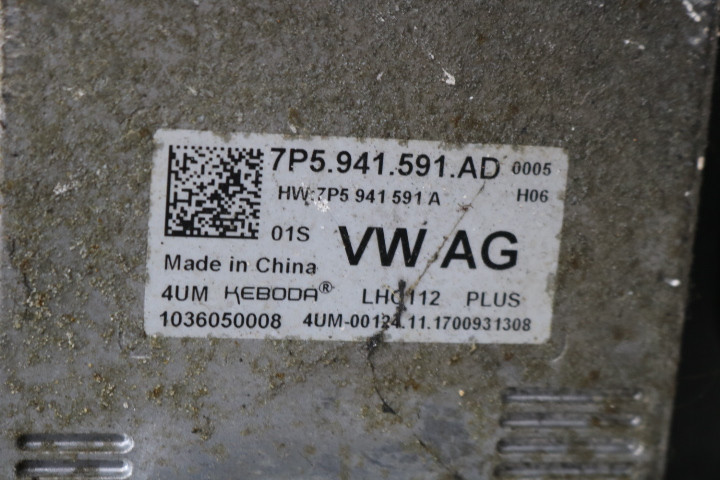 7P5.941.591.AD 0005
HW:7P5 941 591 A H06
01S VW AG
Made in China
4UM KEBODA® PLUS
1036050008 4UM-00124.11.1700931308